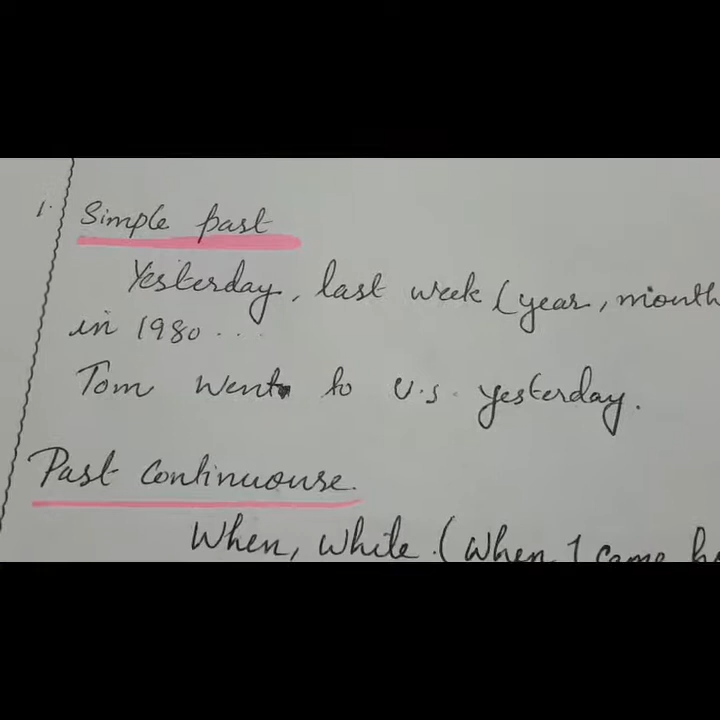 1. Simple past
Yesterday, last week (year, month
in 1980 ...
Tom went to U.S. yesterday.
Past continuouse.
When, while. (When I came